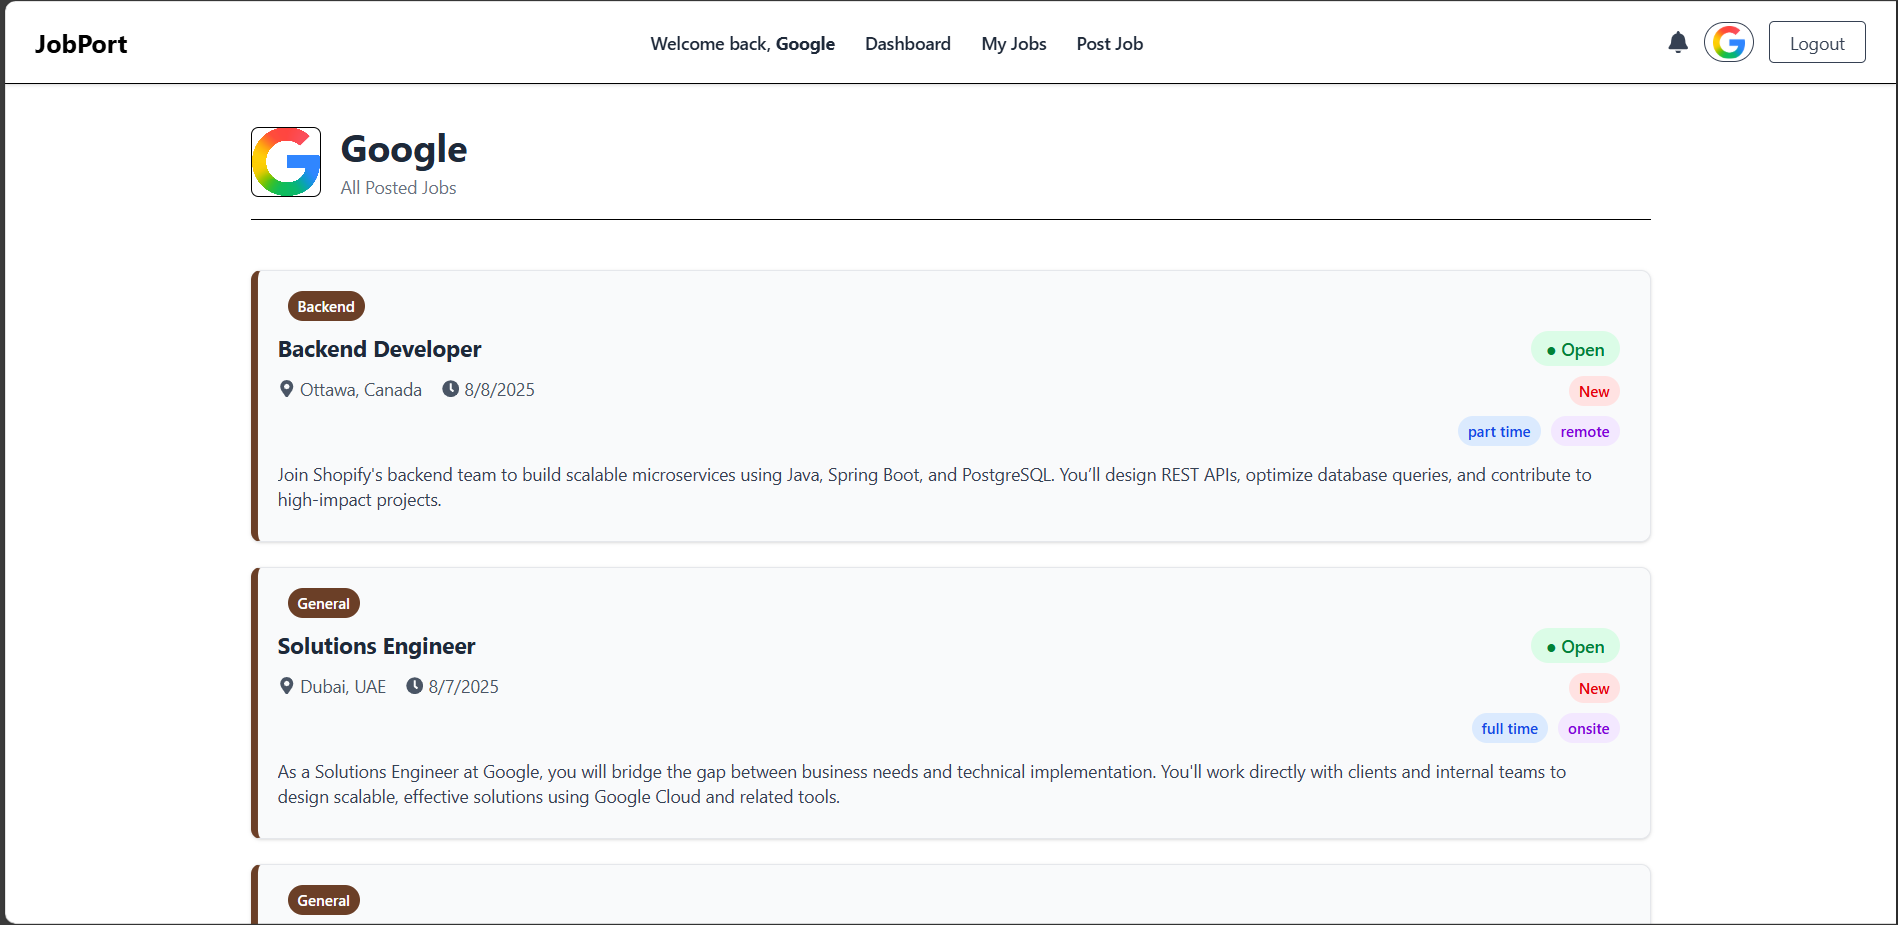 JobPort
Welcome back, Google Dashboard My Jobs Post Job
Logout
Google
All Posted Jobs
Backend
Backend Developer
● Open
Ottawa, Canada 8/8/2025
New
part time remote
Join Shopify's backend team to build scalable microservices using Java, Spring Boot, and PostgreSQL. You’ll design REST APIs, optimize database queries, and contribute to
high-impact projects.
General
Solutions Engineer
● Open
Dubai, UAE 8/7/2025
New
full time onsite
As a Solutions Engineer at Google, you will bridge the gap between business needs and technical implementation. You'll work directly with clients and internal teams to
design scalable, effective solutions using Google Cloud and related tools.
General